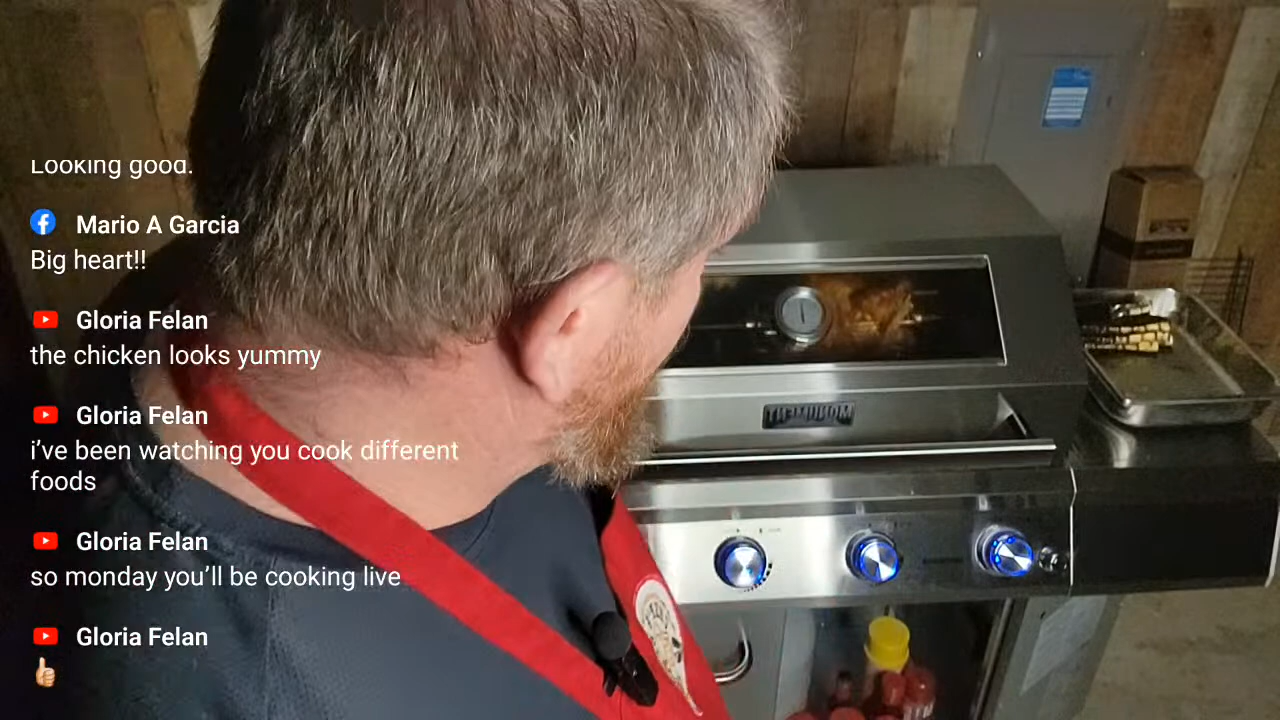 Looking good.
Mario A Garcia
Big heart!!
Gloria Felan
the chicken looks yummy
Gloria Felan
i’ve been watching you cook different
foods
Gloria Felan
so monday you’ll be cooking live
Gloria Felan
MONUMENT